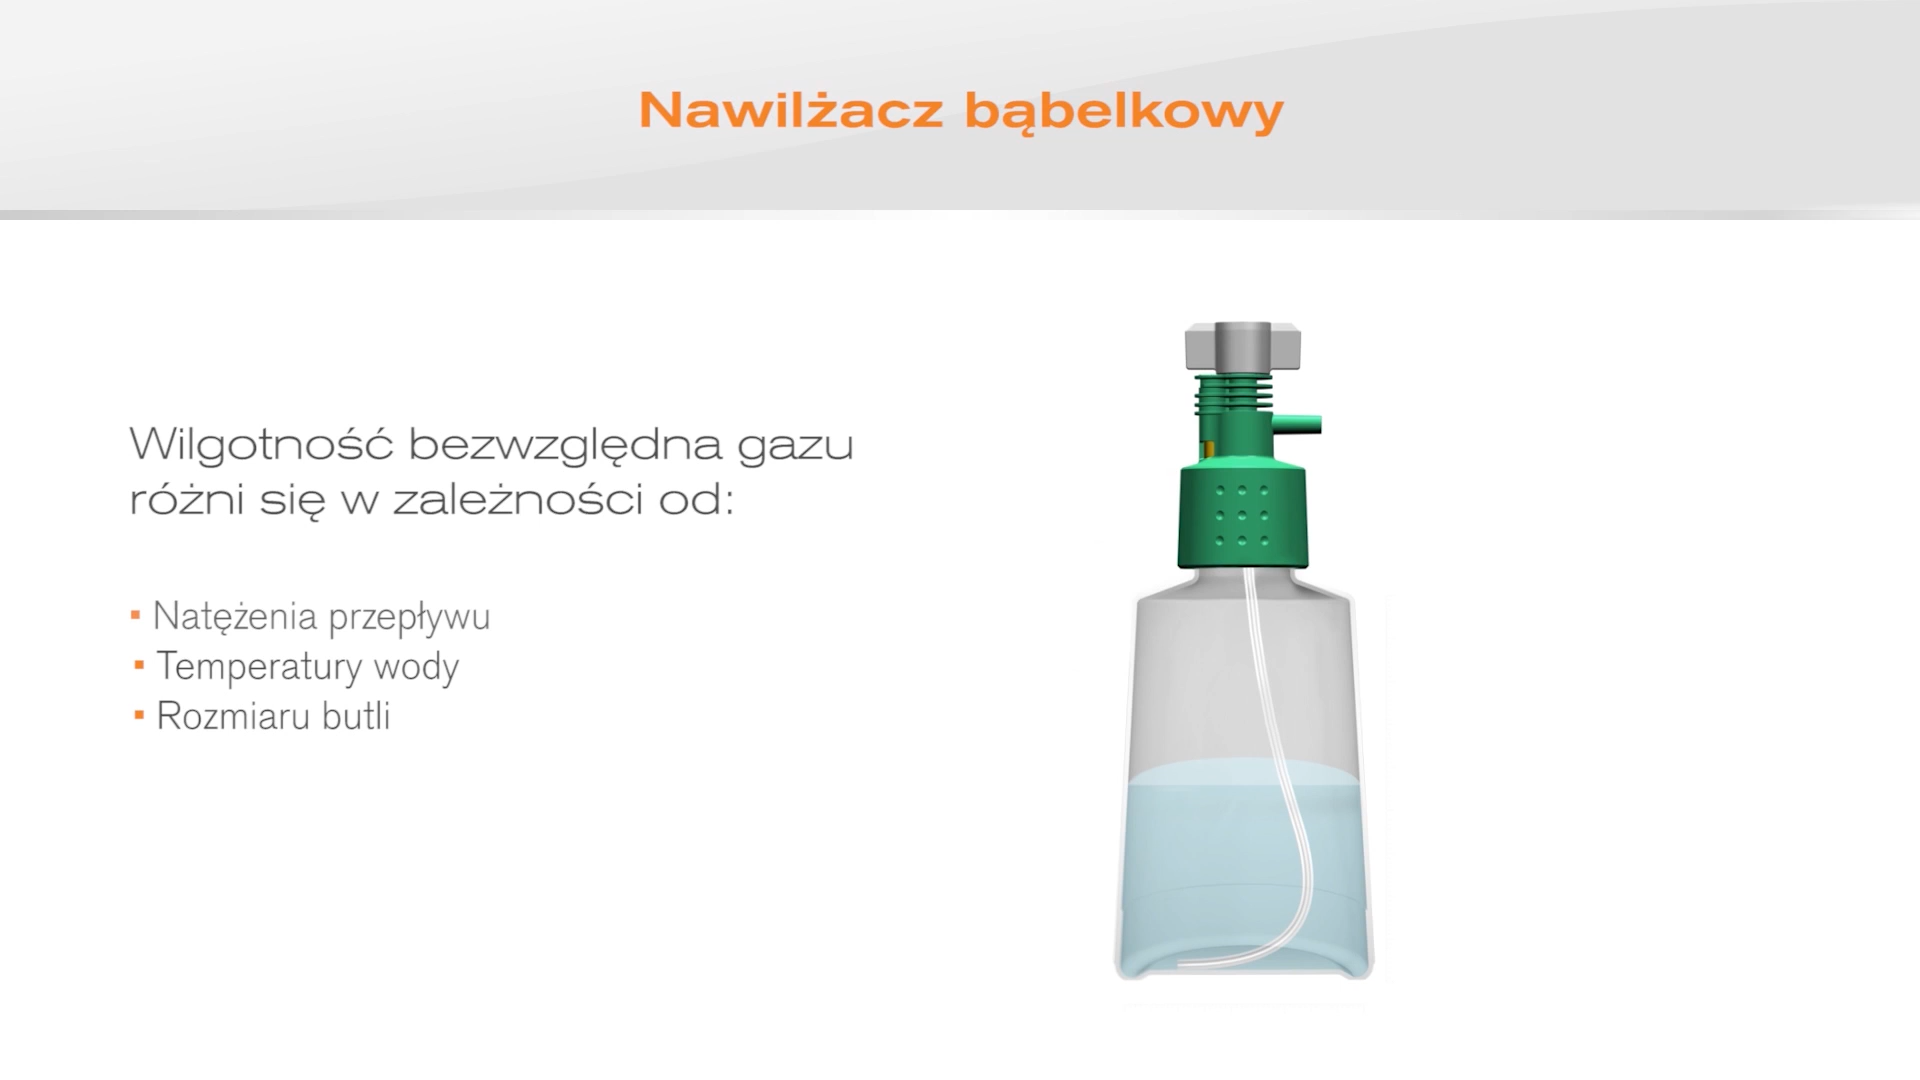 Nawilżacz bąbelkowy
Wilgotność bezwzględna gazu
różni się w zależności od:
▪ Natężenia przepływu
▪ Temperatury wody
▪ Rozmiaru butli